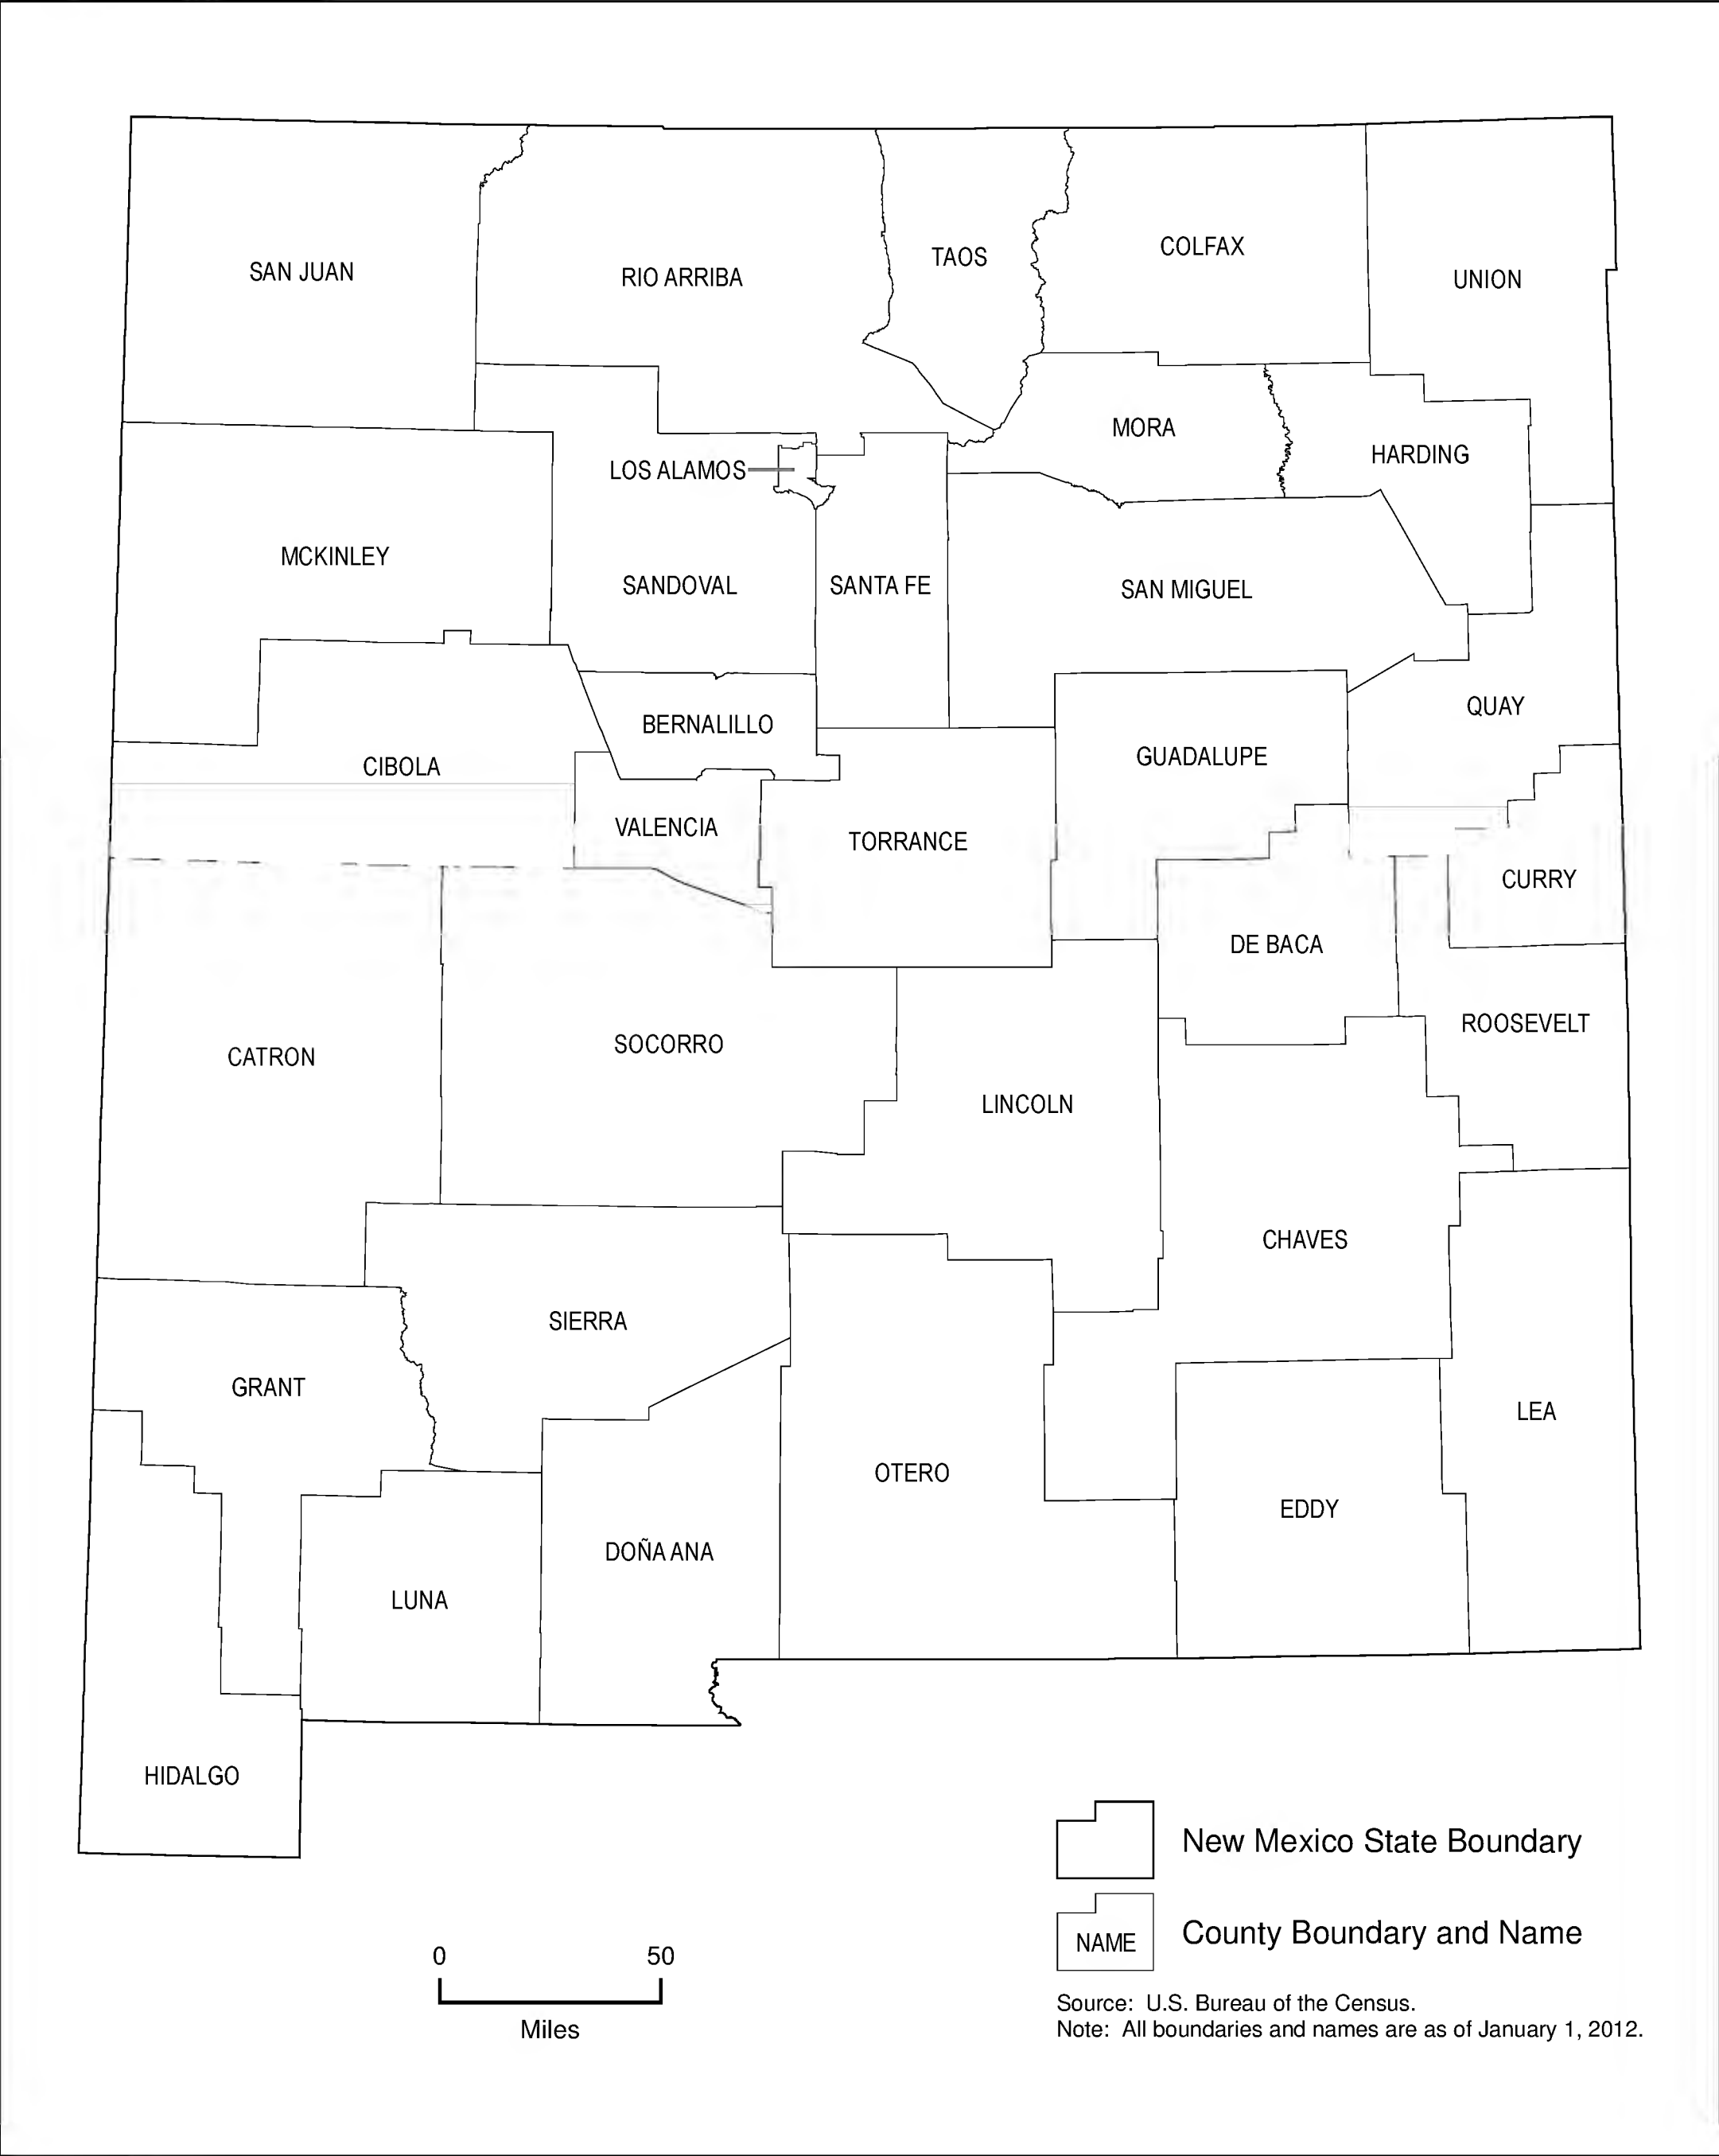 SAN JUAN
RIO ARRIBA
TAOS
COLFAX
UNION
MORA
HARDING
LOS ALAMOS
MCKINLEY
SANDOVAL
SANTA FE
SAN MIGUEL
QUAY
BERNALILLO
GUADALUPE
CIBOLA
VALENCIA
TORRANCE
CURRY
DE BACA
ROOSEVELT
CATRON
SOCORRO
LINCOLN
CHAVES
SIERRA
GRANT
LEA
OTERO
EDDY
DOÑA ANA
LUNA
HIDALGO
New Mexico State Boundary
NAME
County Boundary and Name
0 50
Miles
Source: U.S. Bureau of the Census.
Note: All boundaries and names are as of January 1, 2012.